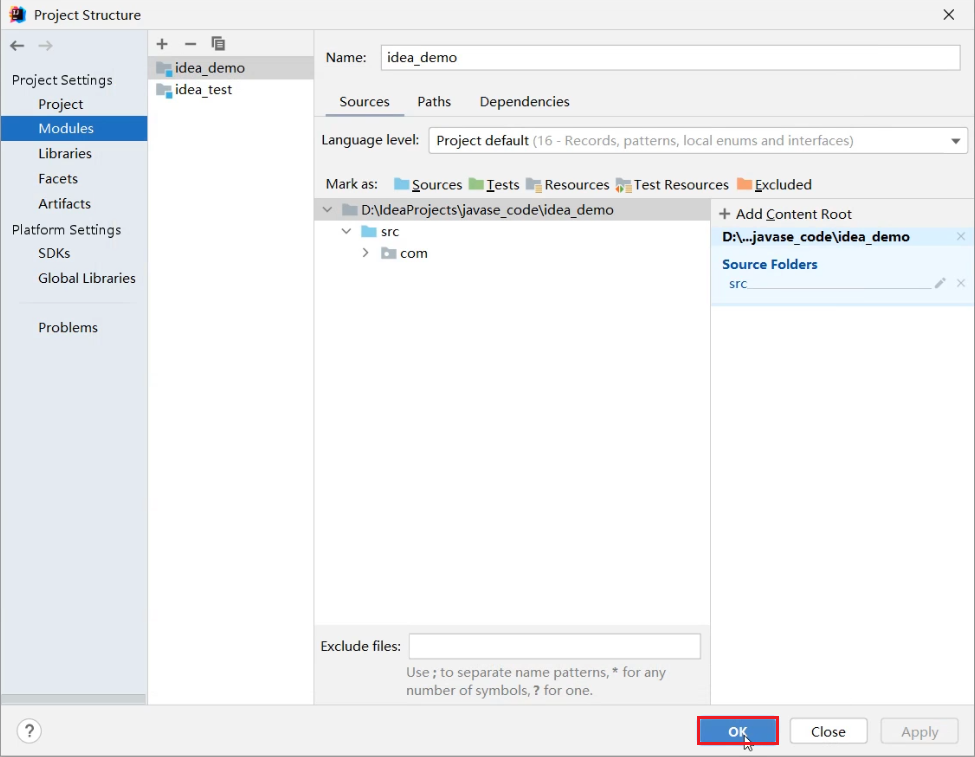 Project Structure
Project Settings
Project
Modules
Libraries
Facets
Artifacts
Platform Settings
SDKs
Global Libraries
Problems
idea_demo
idea_test
Name: idea_demo
Sources Paths Dependencies
Language level: Project default (16 - Records, patterns, local enums and interfaces)
Mark as: Sources Tests Resources Test Resources Excluded
D:\IdeaProjects\javase_code\idea_demo
src
com
+ Add Content Root
D:\...javase_code\idea_demo
Source Folders
src
Exclude files:
Use ; to separate name patterns, * for any
number of symbols, ? for one.
? OK Close Apply